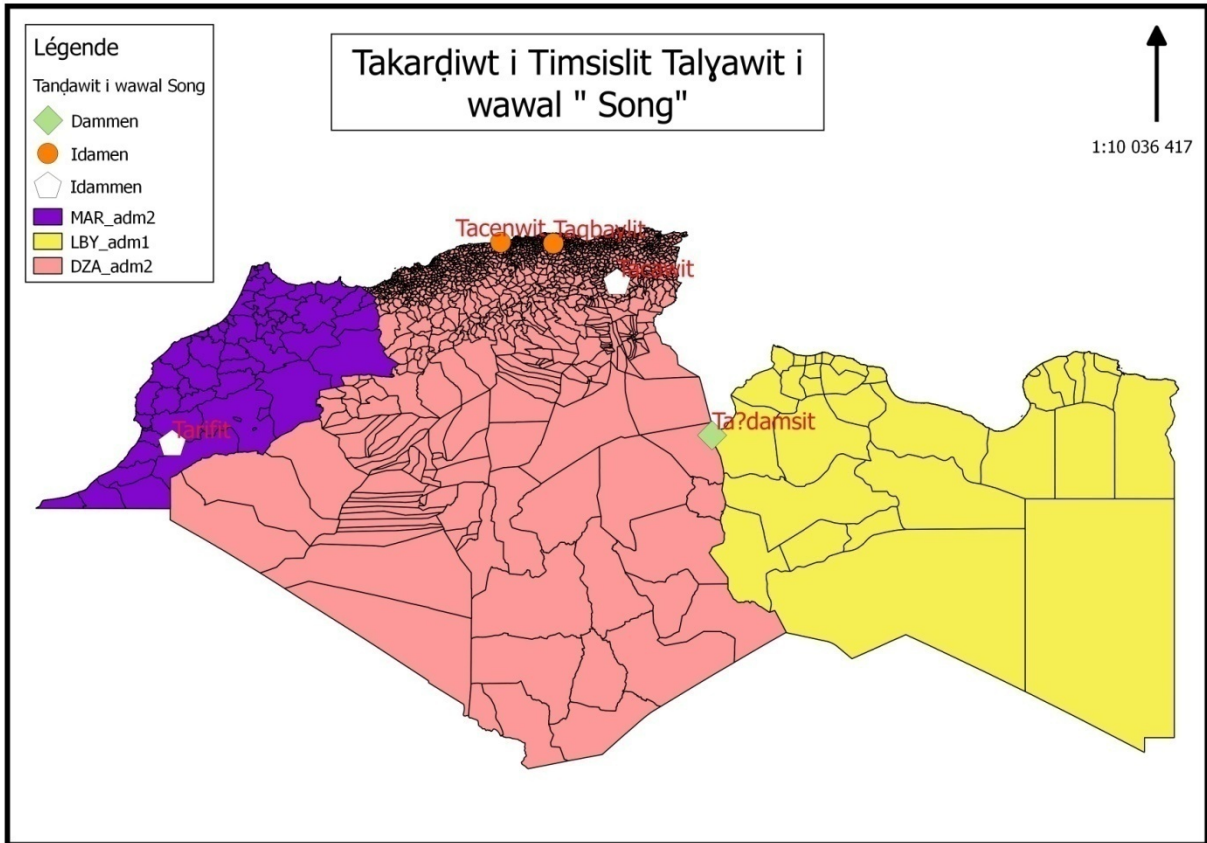 Légende
Tanḍawit i wawal Song
Dammen
Idamen
Idammen
MAR_adm2
LBY_adm1
DZA_adm2
Takarḍiwt i Timsislit Talɣawit i
wawal " Song"
1:10 036 417
Tacenwit
Taqbaylit
Tarifit
Ta?damsit